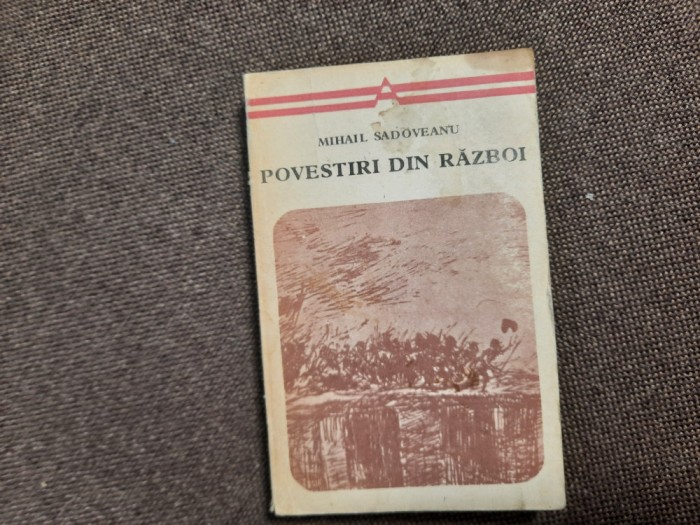 A
MIHAIL SADOVEANU
POVESTIRI DIN RĂZBOI